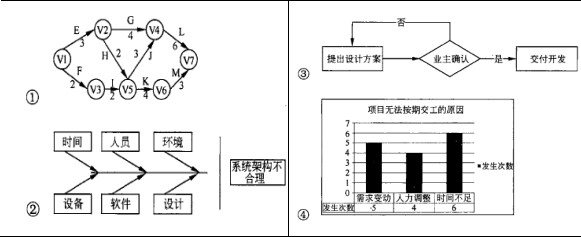 E
V2
G
4
V4
L
3
6
V1
H
2
3
J
V7
F
2
V3
I
2
V5
K
4
V6
M
3
①
时间
人员
环境
系统架构不
合理
设备
软件
设计
②
否
提出设计方案
业主确认
是
交付开发
③
项目无法按期交工的原因
7
6
5
4
3
2
1
0
■发生次数
需求变动 人力调整 时间不足
发生次数 5 4 6
④